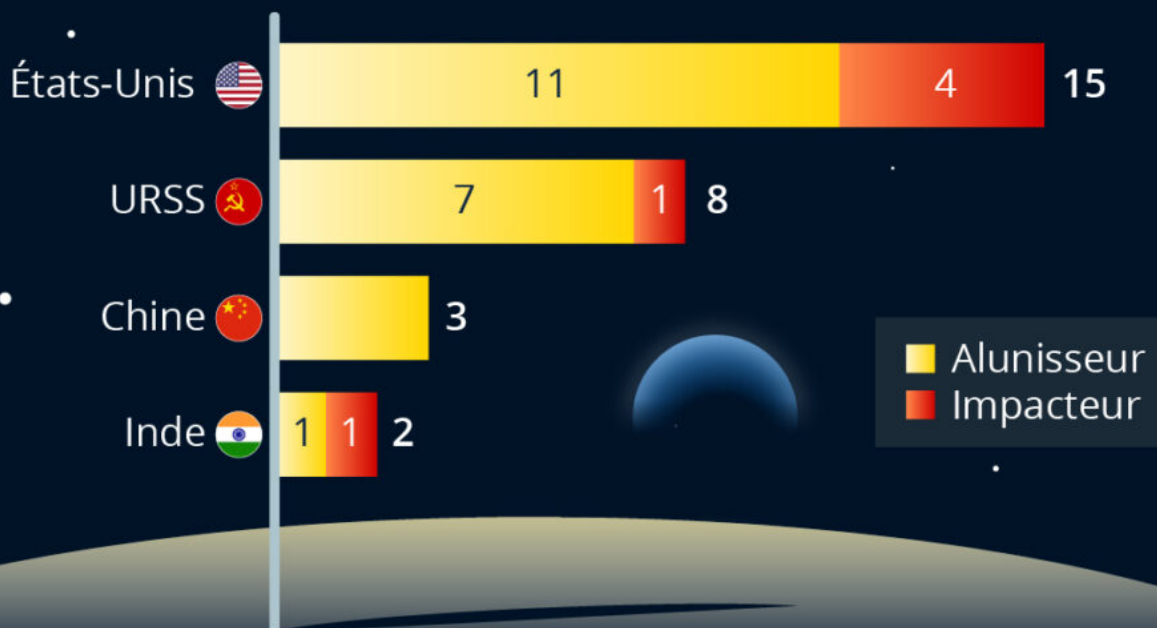 États-Unis 11 4 15
URSS 7 1 8
Chine 3
Alunisseur
Impacteur
Inde 1 1 2